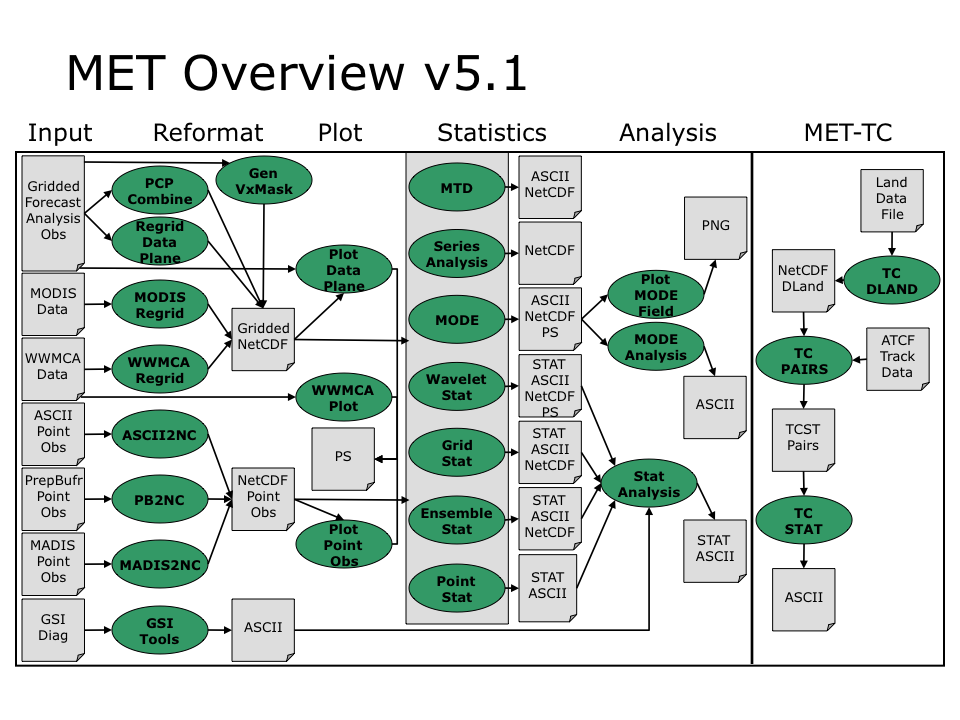 MET Overview v5.1
Input
Reformat
Plot
Statistics
Analysis
MET-TC
Gridded
Forecast
Analysis
Obs
MODIS
Data
WWMCA
Data
ASCII
Point
Obs
PrepBufr
Point
Obs
MADIS
Point
Obs
GSI
Diag
PCP
Combine
Regrid
Data
Plane
MODIS
Regrid
WWMCA
Regrid
ASCII2NC
PB2NC
MADIS2NC
GSI
Tools
Gen
VxMask
Gridded
NetCDF
NetCDF
Point
Obs
ASCII
Plot
Data
Plane
WWMCA
Plot
PS
Plot
Point
Obs
MTD
Series
Analysis
MODE
Wavelet
Stat
Grid
Stat
Ensemble
Stat
Point
Stat
ASCII
NetCDF
NetCDF
ASCII
NetCDF
PS
STAT
ASCII
NetCDF
PS
STAT
ASCII
NetCDF
STAT
ASCII
NetCDF
STAT
ASCII
Plot
MODE
Field
MODE
Analysis
Stat
Analysis
PNG
ASCII
STAT
ASCII
Land
Data
File
TC
DLAND
NetCDF
DLand
TC
PAIRS
ATCF
Track
Data
TCST
Pairs
TC
STAT
ASCII